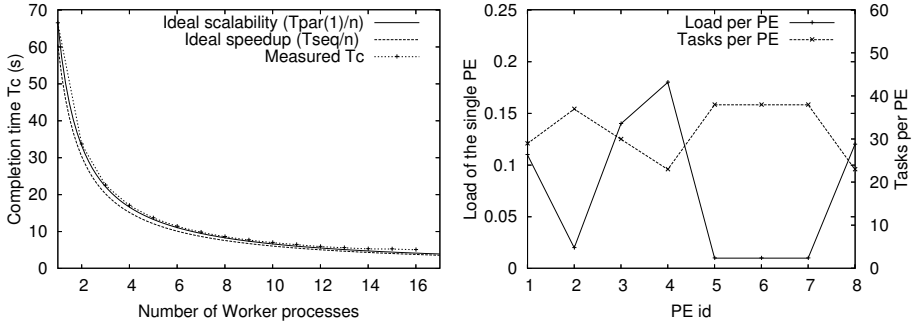 Ideal scalability (Tpar(1)/n)
Ideal speedup (Tseq/n)
Measured Tc
Completion time Tc (s)
70
60
50
40
30
20
10
0
2 4 6 8 10 12 14 16
Number of Worker processes
Load per PE
Tasks per PE
Load of the single PE
0.25
0.2
0.15
0.1
0.05
0
1 2 3 4 5 6 7 8
PE id
60
50
40
30
20
10
0
Tasks per PE